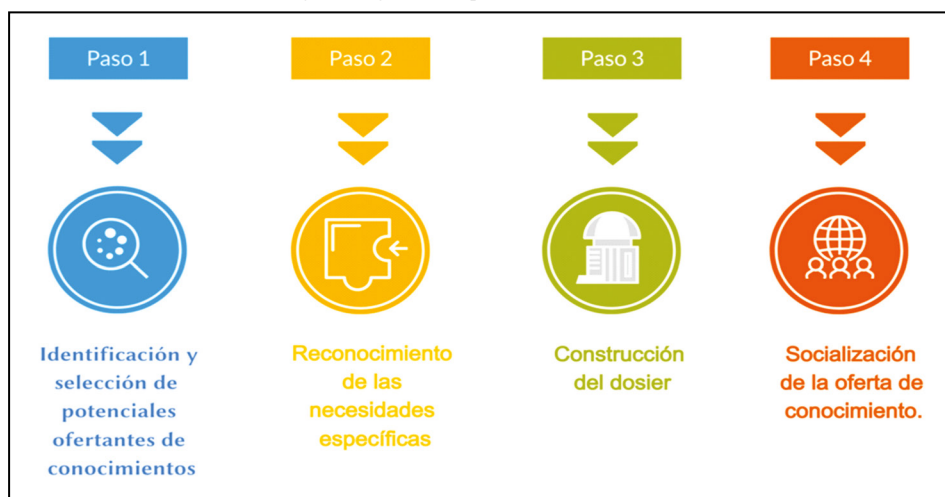 Paso 1
Identificación y
selección de
potenciales
ofertantes de
conocimientos
Paso 2
Reconocimiento
de las
necesidades
específicas
Paso 3
Construcción
del dosier
Paso 4
Socialización
de la oferta de
conocimiento.